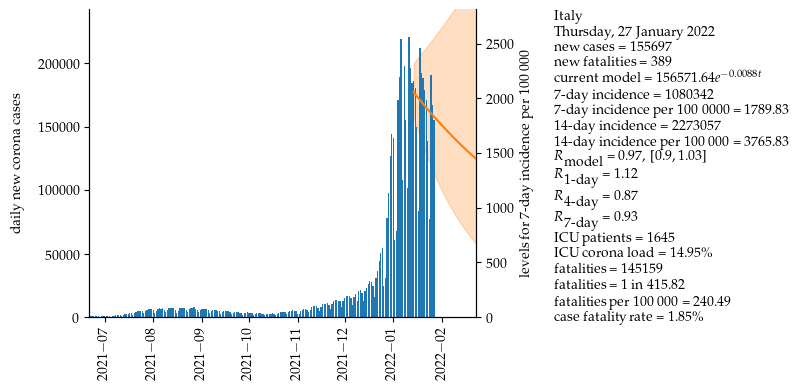 daily new corona cases
200000
150000
100000
50000
0
2021−07
2021−08
2021−09
2021−10
2021−11
2021−12
2022−01
2022−02
2500
2000
1500
1000
500
0
levels for 7-day incidence per 100 000
Italy
Thursday, 27 January 2022
new cases = 155697
new fatalities = 389
current model = 156571.64e^{−0.0088t}
7-day incidence = 1080342
7-day incidence per 100 0000 = 1789.83
14-day incidence = 2273057
14-day incidence per 100 000 = 3765.83
R_model = 0.97, [0.9, 1.03]
R_1-day = 1.12
R_4-day = 0.87
R_7-day = 0.93
ICU patients = 1645
ICU corona load = 14.95%
fatalities = 145159
fatalities = 1 in 415.82
fatalities per 100 000 = 240.49
case fatality rate = 1.85%